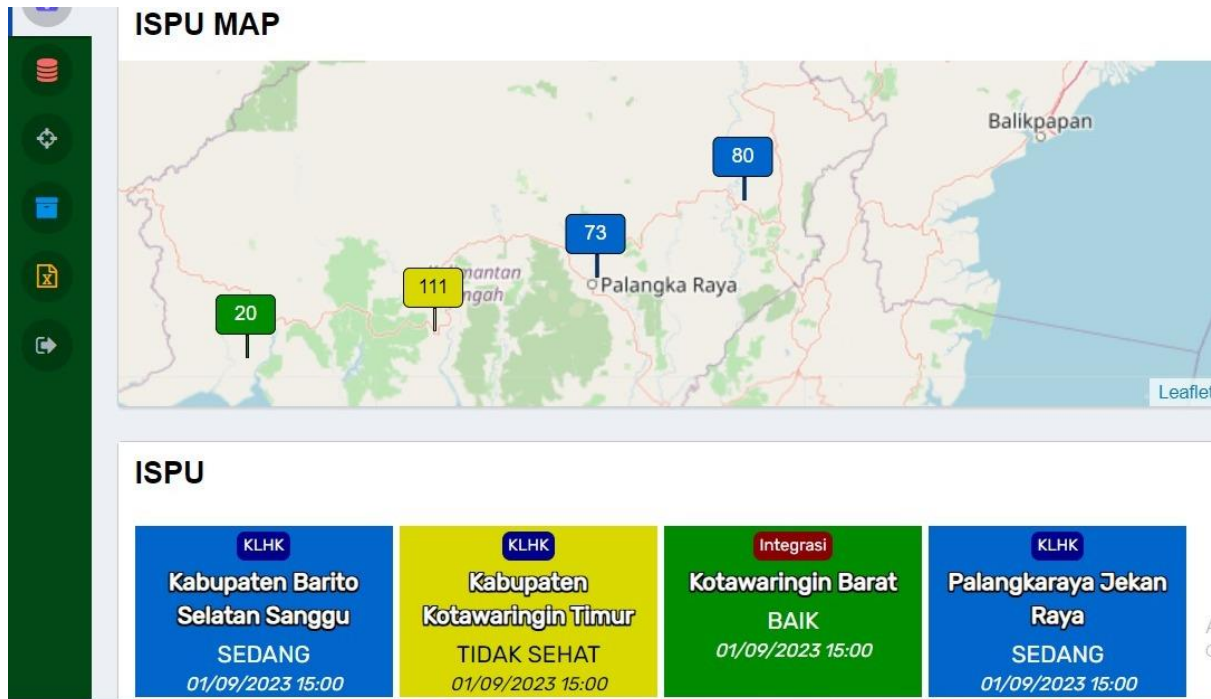 ISPU MAP
Balikpapan
80
73
Palangka Raya
111
20
Leaflet
ISPU
KLHK
Kabupaten Barito
Selatan Sanggu
SEDANG
01/09/2023 15:00
KLHK
Kabupaten
Kotawaringin Timur
TIDAK SEHAT
01/09/2023 15:00
Integrasi
Kotawaringin Barat
BAIK
01/09/2023 15:00
KLHK
Palangkaraya Jekan
Raya
SEDANG
01/09/2023 15:00